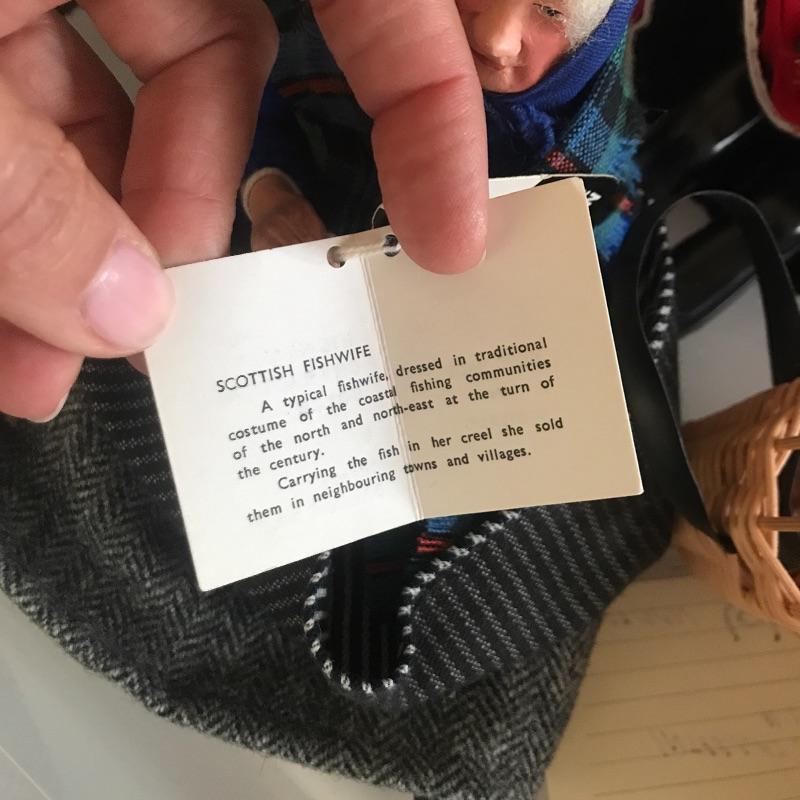 SCOTTISH FISHWIFE
A typical fishwife, dressed in traditional
costume of the coastal fishing communities
of the north and north-east at the turn of
the century.
Carrying the fish in her creel she sold
them in neighbouring towns and villages.